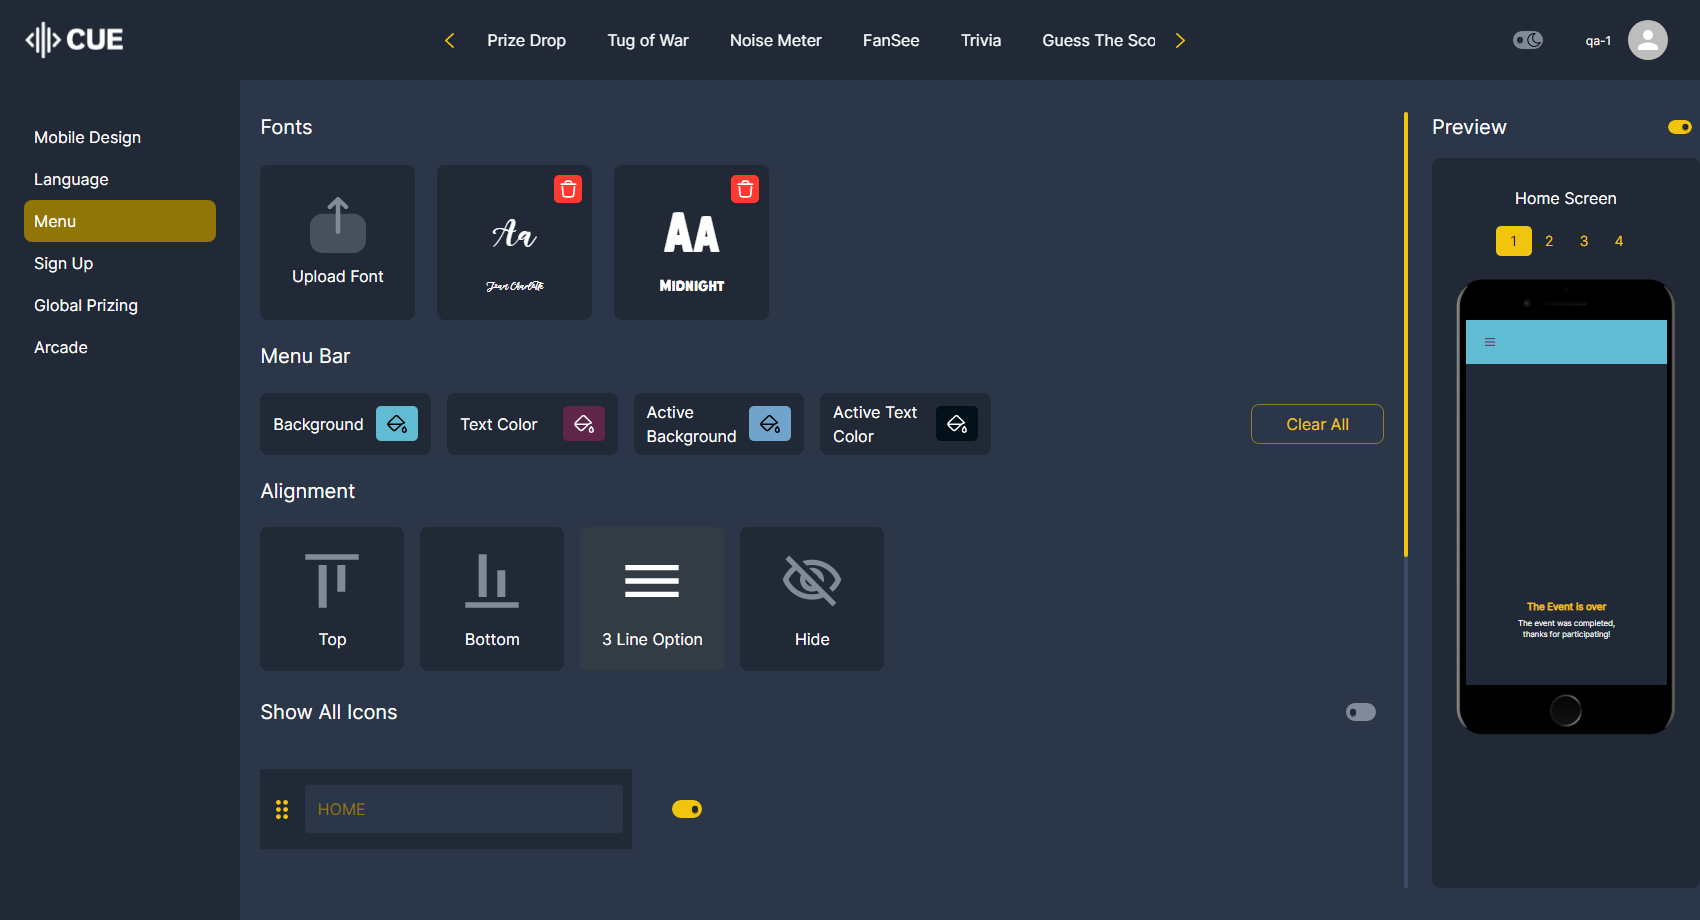 CUE
Prize Drop
Tug of War
Noise Meter
FanSee
Trivia
Guess The Sco
qa-1
Mobile Design
Language
Menu
Sign Up
Global Prizing
Arcade
Fonts
Upload Font
Aa
Jean Charlotte
AA
MIDNIGHT
Menu Bar
Background
Text Color
Active
Background
Active Text
Color
Clear All
Alignment
Top
Bottom
3 Line Option
Hide
Show All Icons
HOME
Preview
Home Screen
1 2 3 4
The Event is over
The event was completed,
thanks for participating!